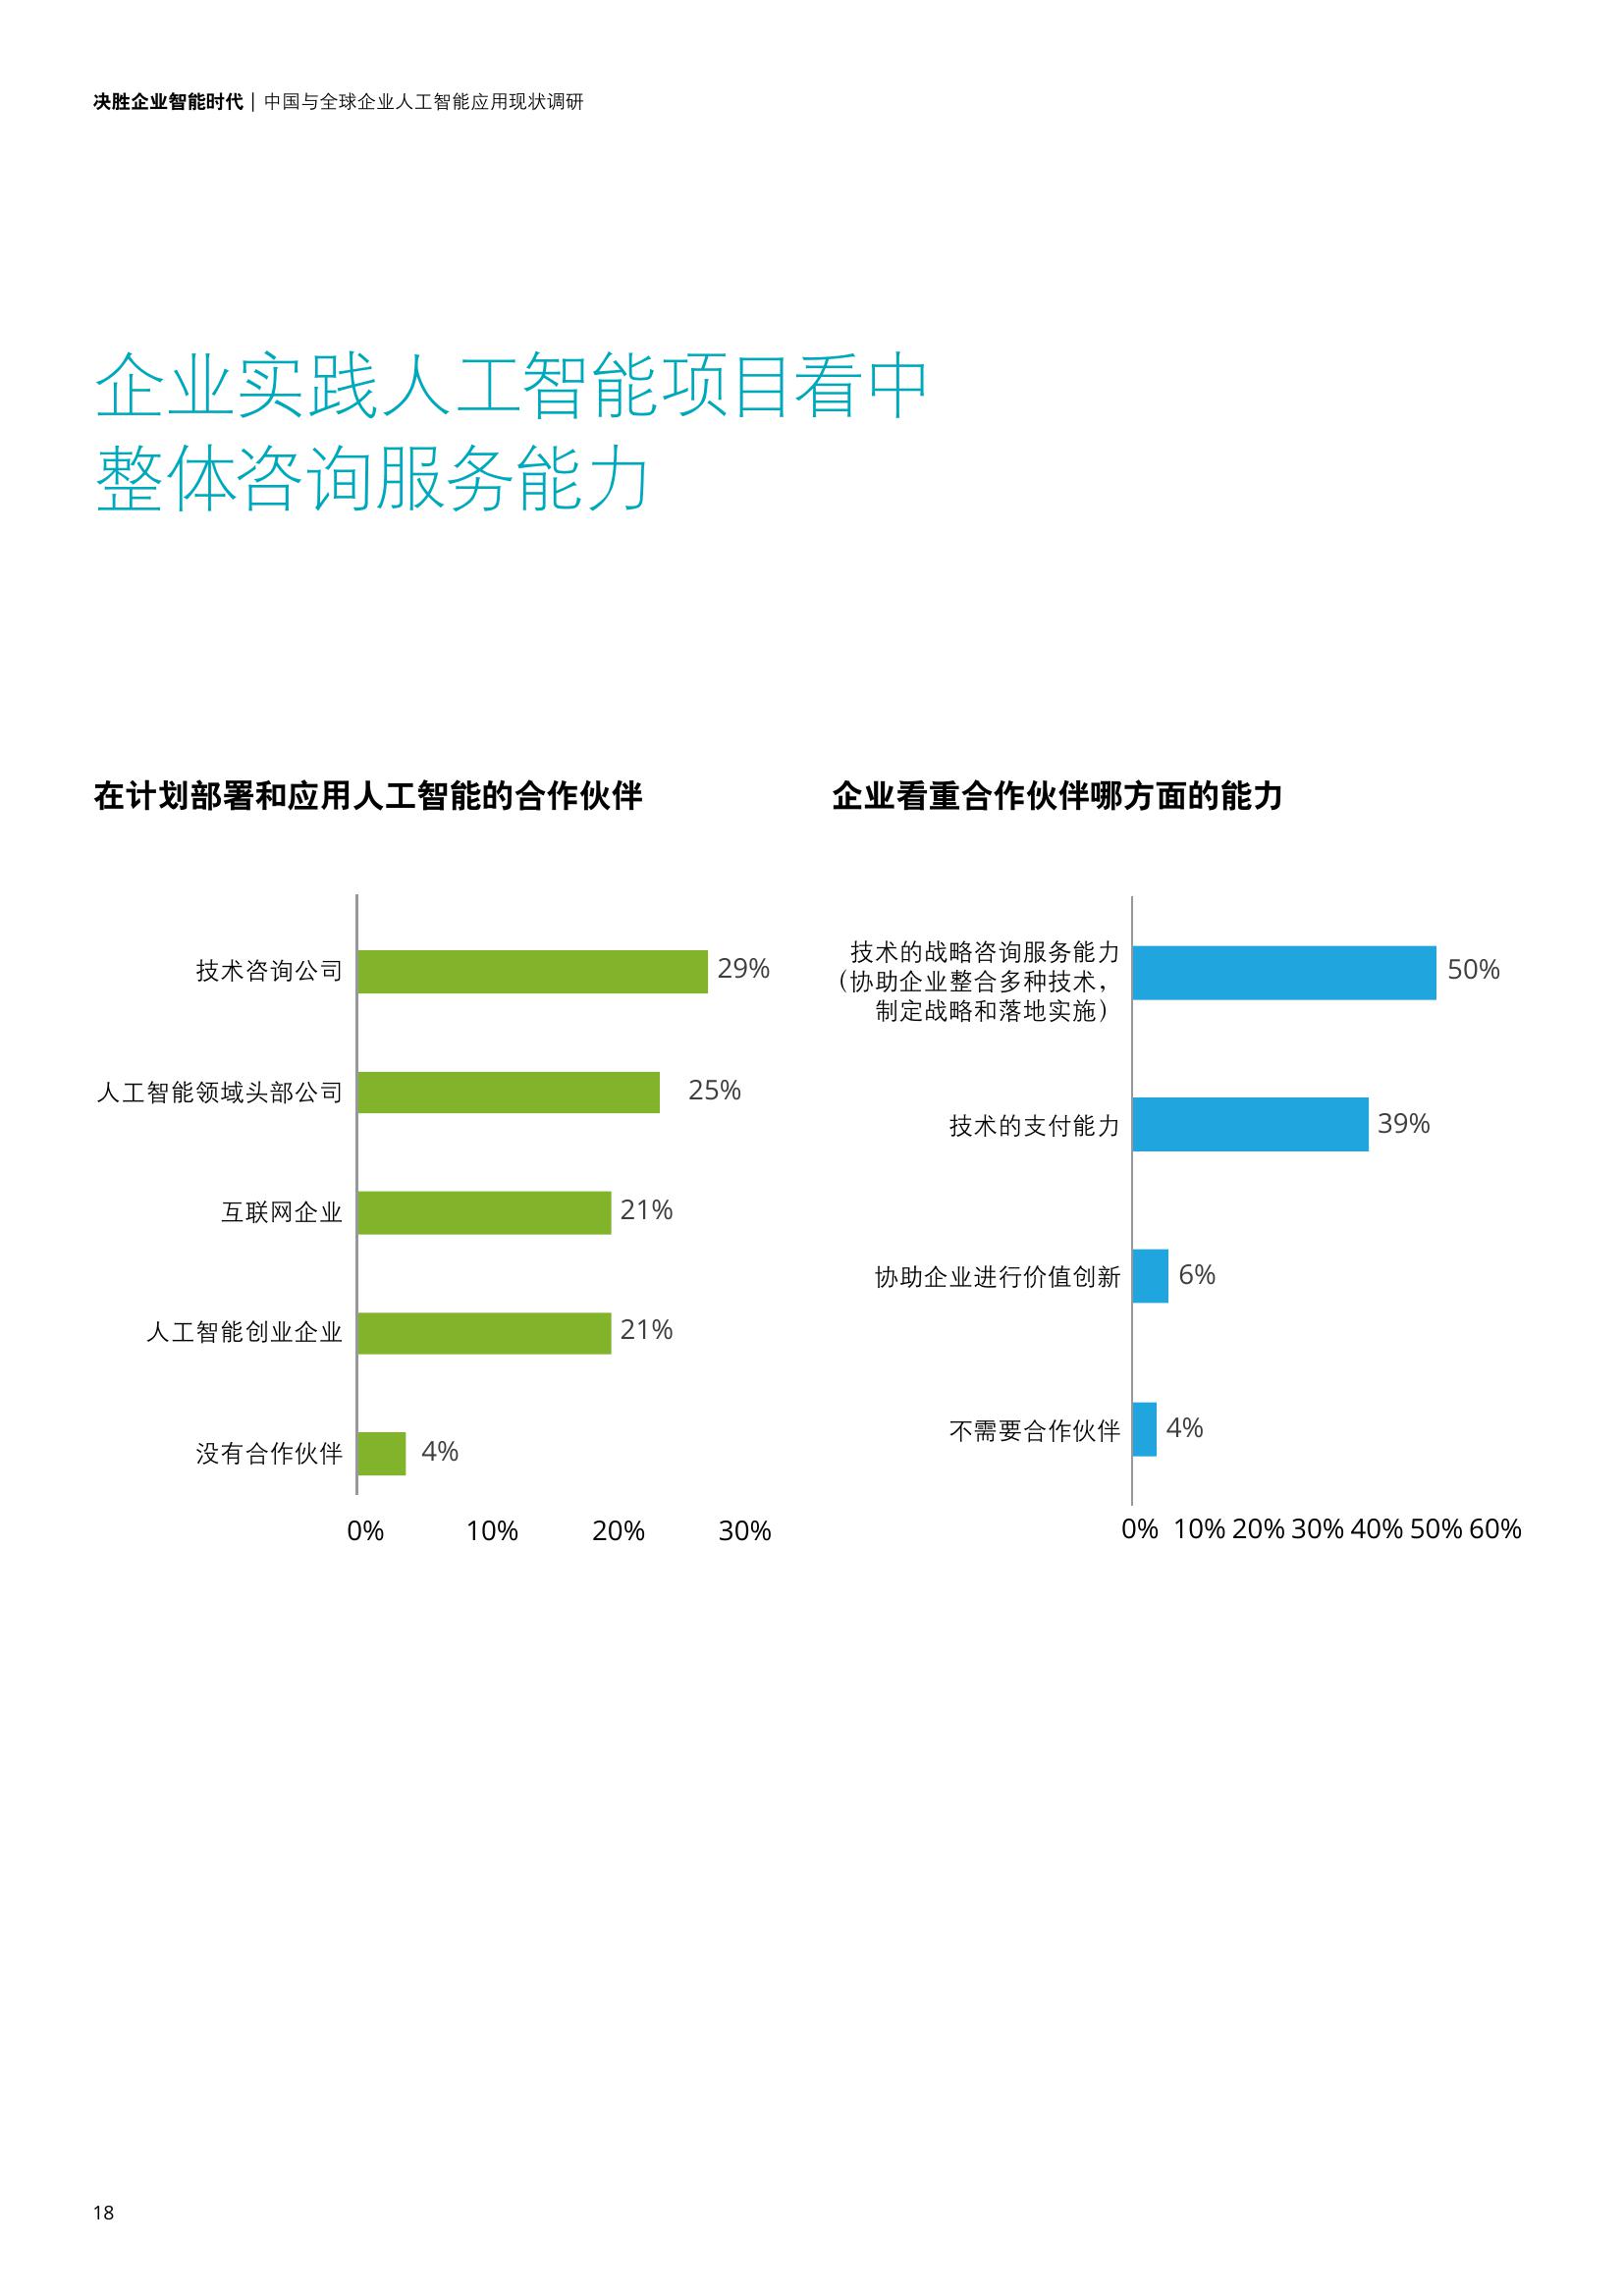 决胜企业智能时代 | 中国与全球企业人工智能应用现状调研
企业实践人工智能项目看中
整体咨询服务能力
在计划部署和应用人工智能的合作伙伴
技术咨询公司 29%
人工智能领域头部公司 25%
互联网企业 21%
人工智能创业企业 21%
没有合作伙伴 4%
0% 10% 20% 30%
企业看重合作伙伴哪方面的能力
技术的战略咨询服务能力
（协助企业整合多种技术，
制定战略和落地实施）
50%
技术的支付能力 39%
协助企业进行价值创新 6%
不需要合作伙伴 4%
0% 10% 20% 30% 40% 50% 60%
18